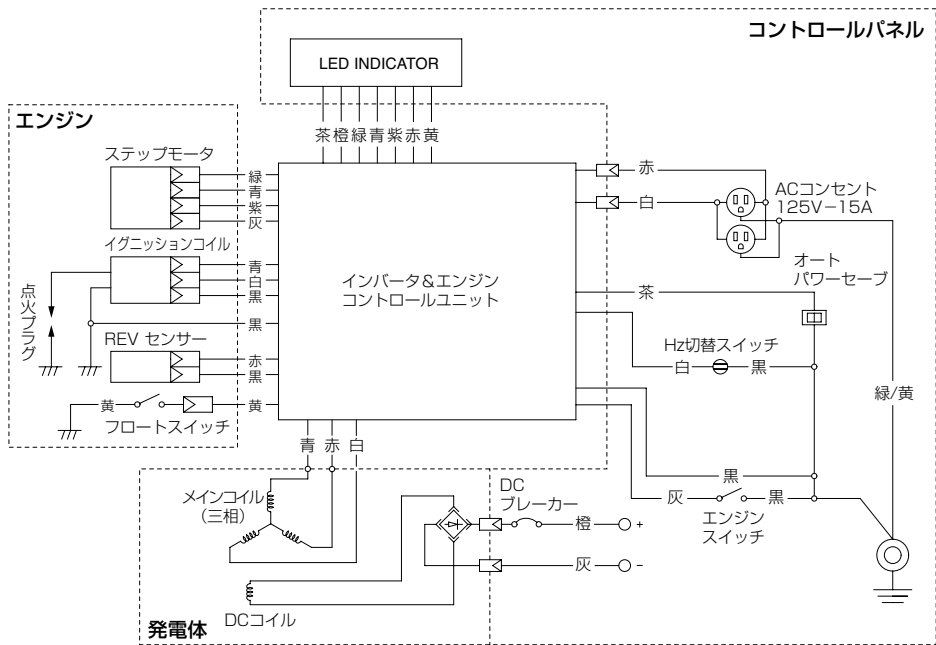 コントロールパネル
LED INDICATOR
茶橙緑青紫赤黄
エンジン
ステップモータ
緑
青
紫
灰
イグニッションコイル
青
白
黒
点火プラグ
黒
REV センサー
赤
黒
黄
黄
フロートスイッチ
インバータ&エンジン
コントロールユニット
赤
白
ACコンセント
125V−15A
オート
パワーセーブ
茶
Hz切替スイッチ
白
黒
緑/黄
黒
灰
黒
エンジン
スイッチ
青 赤 白
メインコイル
(三相)
DCコイル
発電体
DC
ブレーカー
橙
+
灰
−